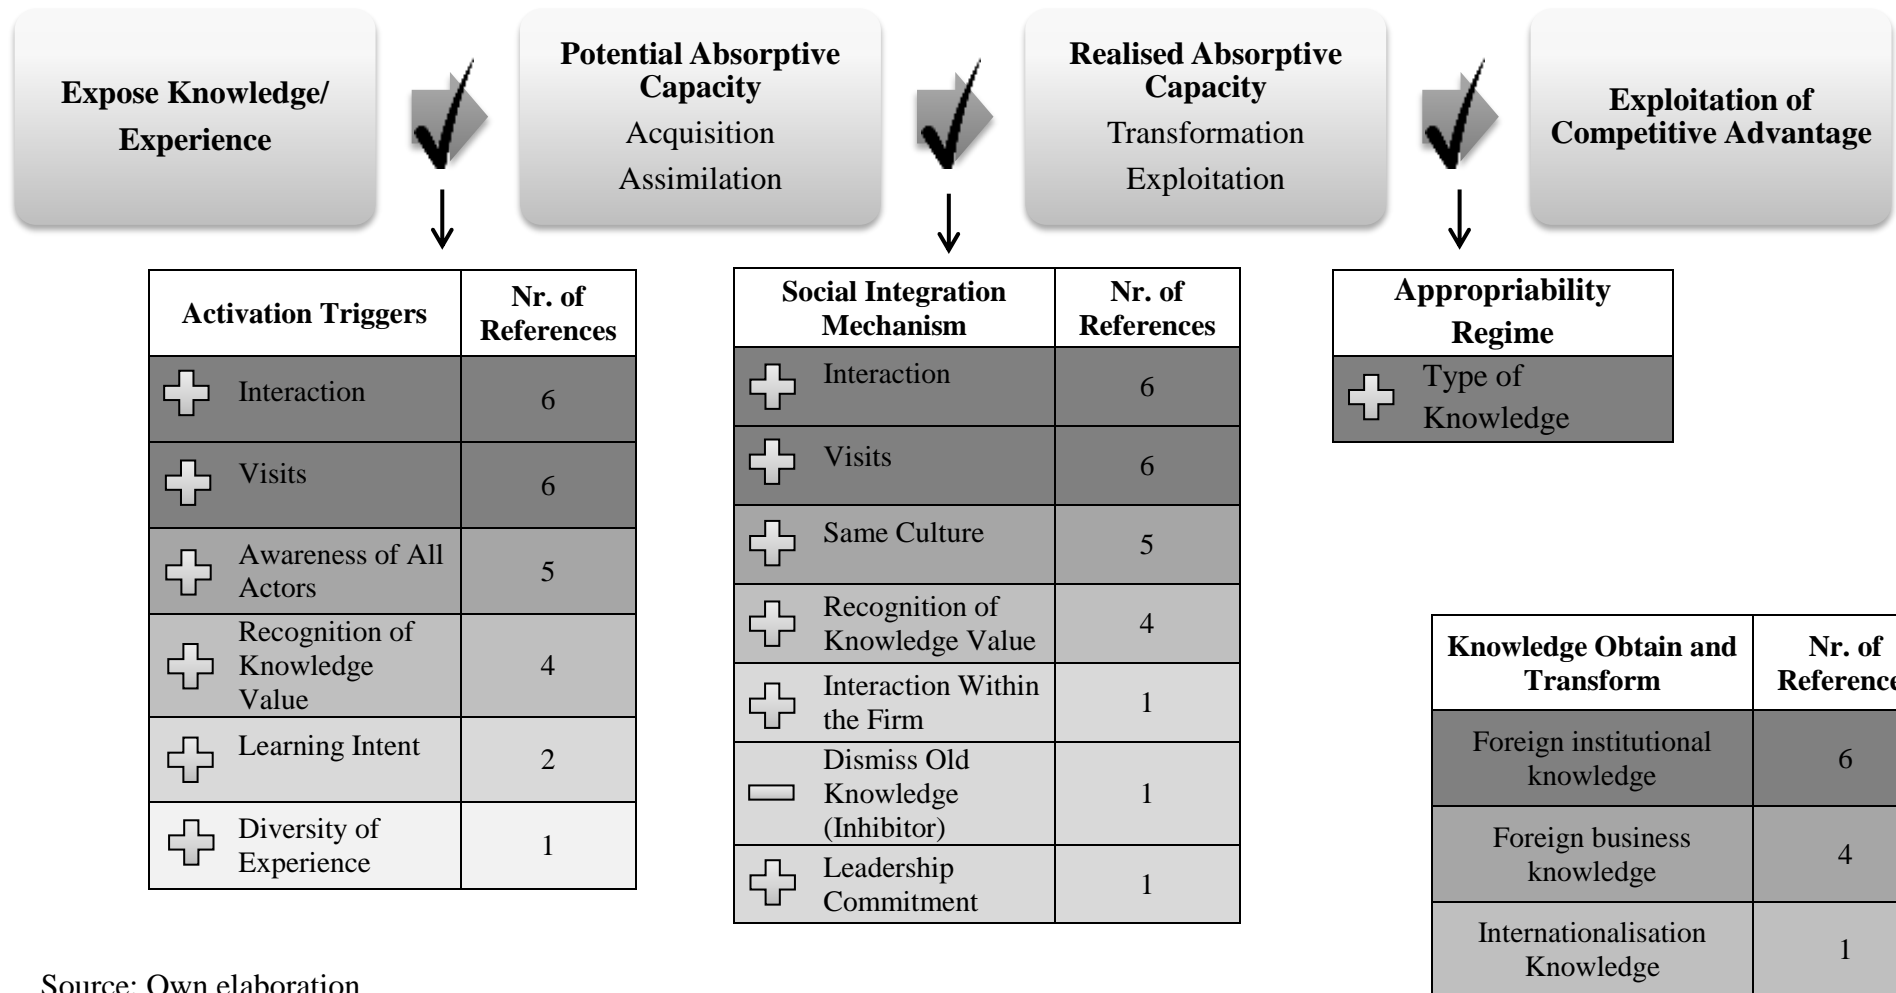 Expose Knowledge/
Experience
Potential Absorptive
Capacity
Acquisition
Assimilation
Realised Absorptive
Capacity
Transformation
Exploitation
Exploitation of
Competitive Advantage
Activation Triggers
Nr. of
References
Interaction
6
Visits
6
Awareness of All
Actors
5
Recognition of
Knowledge
Value
4
Learning Intent
2
Diversity of
Experience
1
Social Integration
Mechanism
Nr. of
References
Interaction
6
Visits
6
Same Culture
5
Recognition of
Knowledge Value
4
Interaction Within
the Firm
1
Dismiss Old
Knowledge
(Inhibitor)
1
Leadership
Commitment
1
Appropriability
Regime
Type of
Knowledge
Knowledge Obtain and
Transform
Nr. of
Reference
Foreign institutional
knowledge
6
Foreign business
knowledge
4
Internationalisation
Knowledge
1
Source: Own elaboration